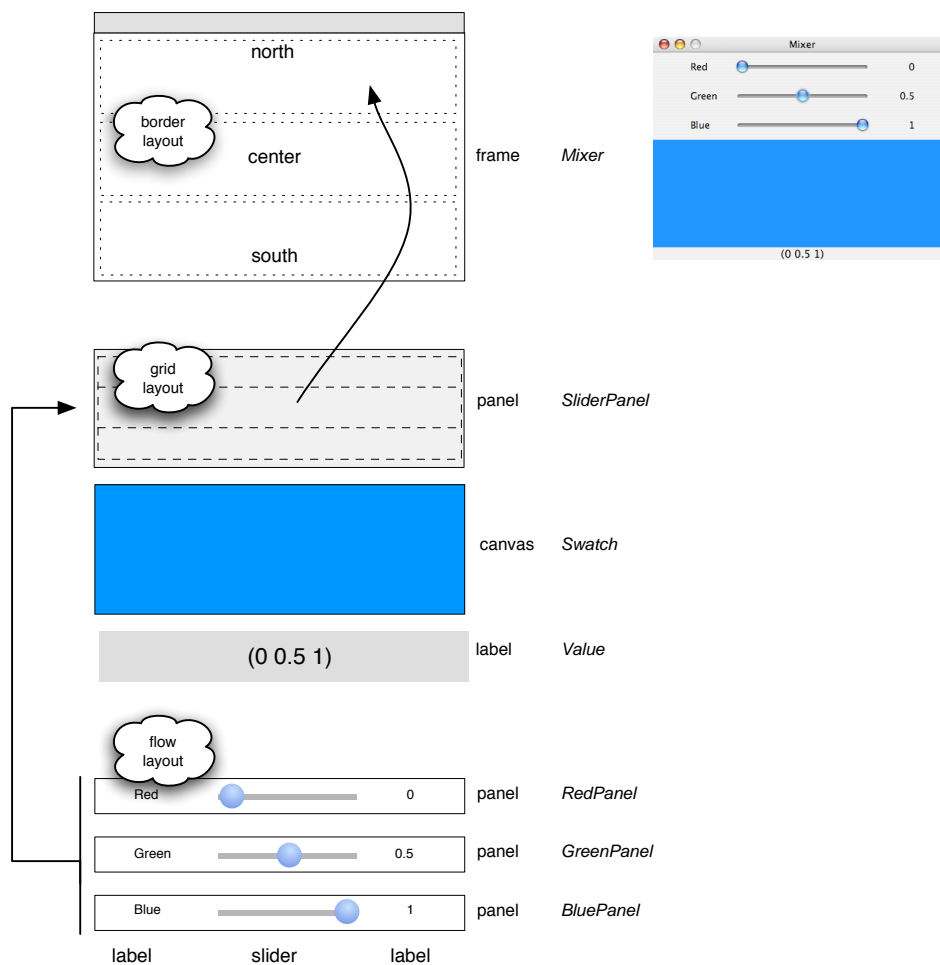 north
border
layout
center
south
frame Mixer
Mixer
Red 0
Green 0.5
Blue 1
(0 0.5 1)
grid
layout
panel SliderPanel
canvas Swatch
(0 0.5 1)
label Value
flow
layout
Red 0
panel RedPanel
Green 0.5
panel GreenPanel
Blue 1
panel BluePanel
label slider label